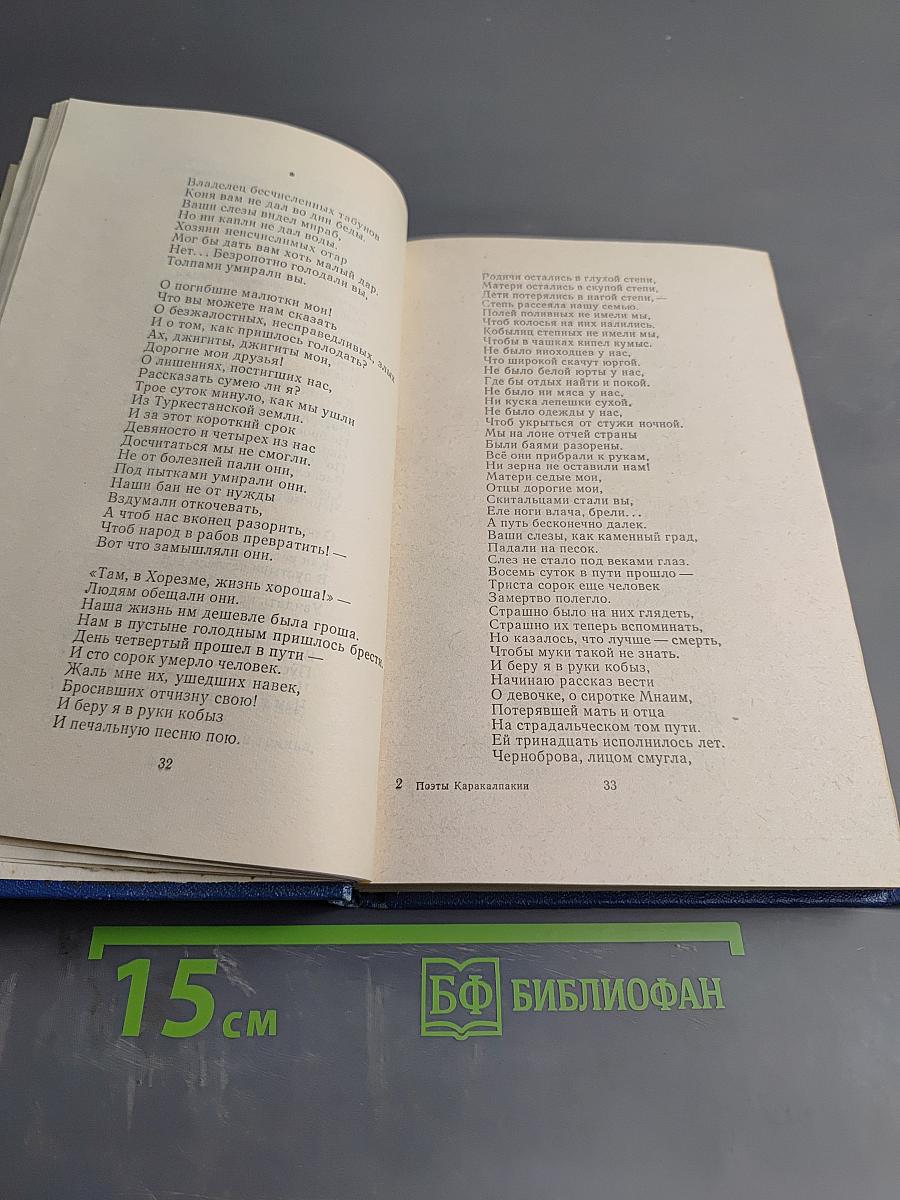 *
Владелец бесчисленных табунов
Коня вам не дал во дни беды.
Ваши слезы видел мираб,
Но ни капли не дал воды.
Хозяин неисчислимых отар
Мог бы дать вам хоть малый дар.
Нет... Безропотно голодали вы,
Толпами умирали вы.
О погибшие малютки мои!
Что вы можете нам сказать
О безжалостных, несправедливых, злых
И о том, как пришлось голодать?
Ах, джигиты, джигиты мои,
Дорогие мои друзья!
О лишениях, постигших нас,
Рассказать сумею ли я?
Трое суток минуло, как мы ушли
Из Туркестанской земли.
И за этот короткий срок
Девяносто и четырех из нас
Досчитаться мы не смогли.
Не от болезней пали они,
Под пытками умирали они.
Наши баи не от нужды
Вздумали откочевать,
А чтоб нас вконец разорить,
Чтоб народ в рабов превратить! —
Вот что замышляли они.
«Там, в Хорезме, жизнь хороша!» —
Людям обещали они.
Наша жизнь им дешевле была гроша.
Нам в пустыне голодным пришлось брести.
День четвертый прошел в пути —
И сто сорок умерло человек.
Жаль мне их, ушедших навек,
Бросивших отчизну свою!
И беру я в руки кобыз
И печальную песню пою.
32
Родичи остались в глухой степи,
Матери остались в скупой степи,
Дети потерялись в нагой степи, —
Степь рассеяла нашу семью.
Полей поливных не имели мы,
Чтоб колосья на них налились,
Кобылиц степных не имели мы,
Чтобы в чашках кипел кумыс.
Не было иноходцев у нас,
Что широкой скачут юргой.
Не было белой юрты у нас,
Где бы отдых найти и покой.
Не было ни мяса у нас,
Ни куска лепешки сухой.
Не было одежды у нас,
Чтоб укрыться от стужи ночной.
Мы на лоне отчей страны
Были баями разорены.
Всё они прибрали к рукам,
Ни зерна не оставили нам!
Матери седые мои,
Отцы дорогие мои,
Скитальцами стали вы,
Еле ноги влача, брели...
А путь бесконечно далек.
Ваши слезы, как каменный град,
Падали на песок.
Слез не стало под веками глаз.
Восемь суток в пути прошло —
Триста сорок еще человек
Замертво полегло.
Страшно было на них глядеть,
Страшно их теперь вспоминать,
Но казалось, что лучше — смерть,
Чтобы муки такой не знать.
И беру я в руки кобыз,
Начинаю рассказ вести
О девочке, о сиротке Мнаим,
Потерявшей мать и отца
На страдальческом том пути.
Ей тринадцать исполнилось лет.
Черноброва, лицом смугла,
2 Поэты Каракалпакии 33
15 см
БФ БИБЛИОФАН